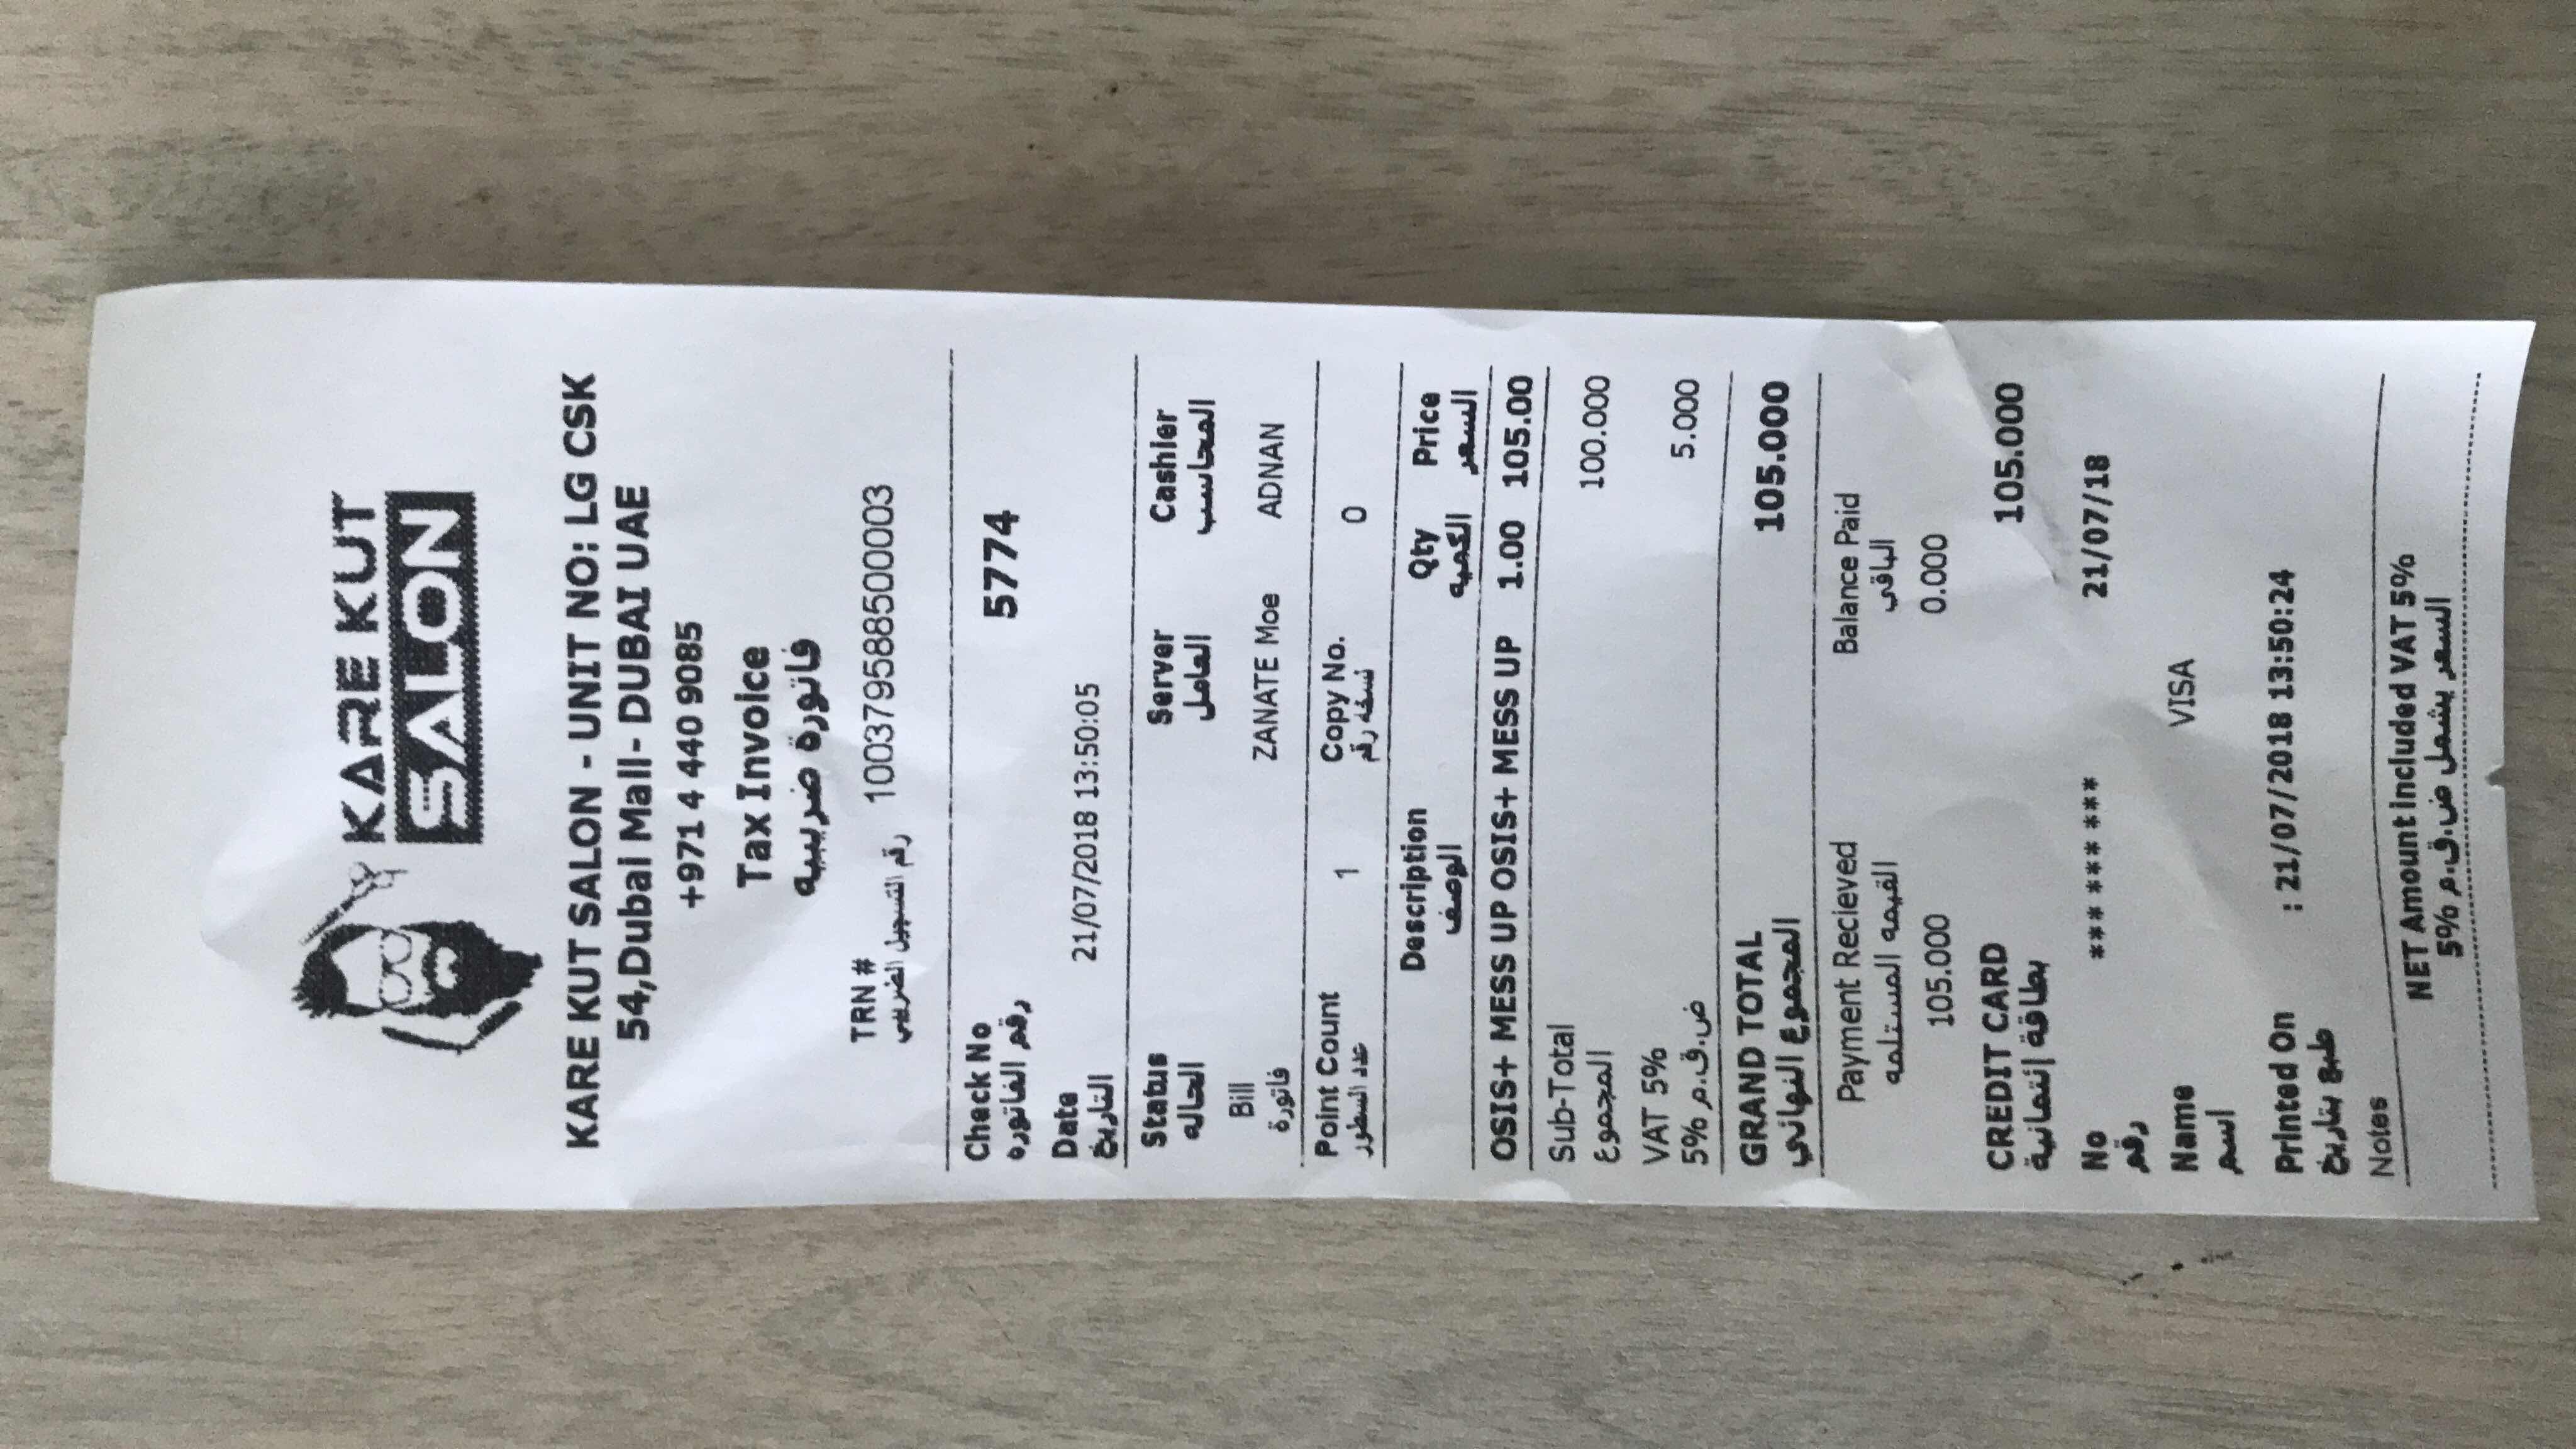 KARE KUT
SALON
KARE KUT SALON - UNIT NO: LG CSK
54,Dubai Mall- DUBAI UAE
+971 4 440 9085
Tax Invoice
فاتورة ضريبيه
TRN # 100379588500003
رقم التسجيل الضريبي
Check No 5774
رقم الفاتوره
Date 21/07/2018 13:50:05
التاريخ
Status Server Cashier
الحاله العامل المحاسب
Bill ZANATE Moe ADNAN
فاتورة
Point Count 1 Copy No. 0
عدد السطور نسخه رقم
Description Qty Price
الوصف الكميه السعر
OSIS+ MESS UP OSIS+ MESS UP 1.00 105.00
Sub-Total 100.000
المجموع
VAT 5% 5.000
ض.ق.م 5%
GRAND TOTAL 105.000
المجموع النهائي
Payment Recieved Balance Paid
القيمه المستلمه الباقي
105.000 0.000
CREDIT CARD 105.000
بطاقة إئتمانية
No *** *** *** 21/07/18
رقم
Name VISA
اسم
Printed On : 21/07/2018 13:50:24
طبع بتاريخ
Notes
NET Amount included VAT 5%
السعر يشمل ض.ق.م 5%